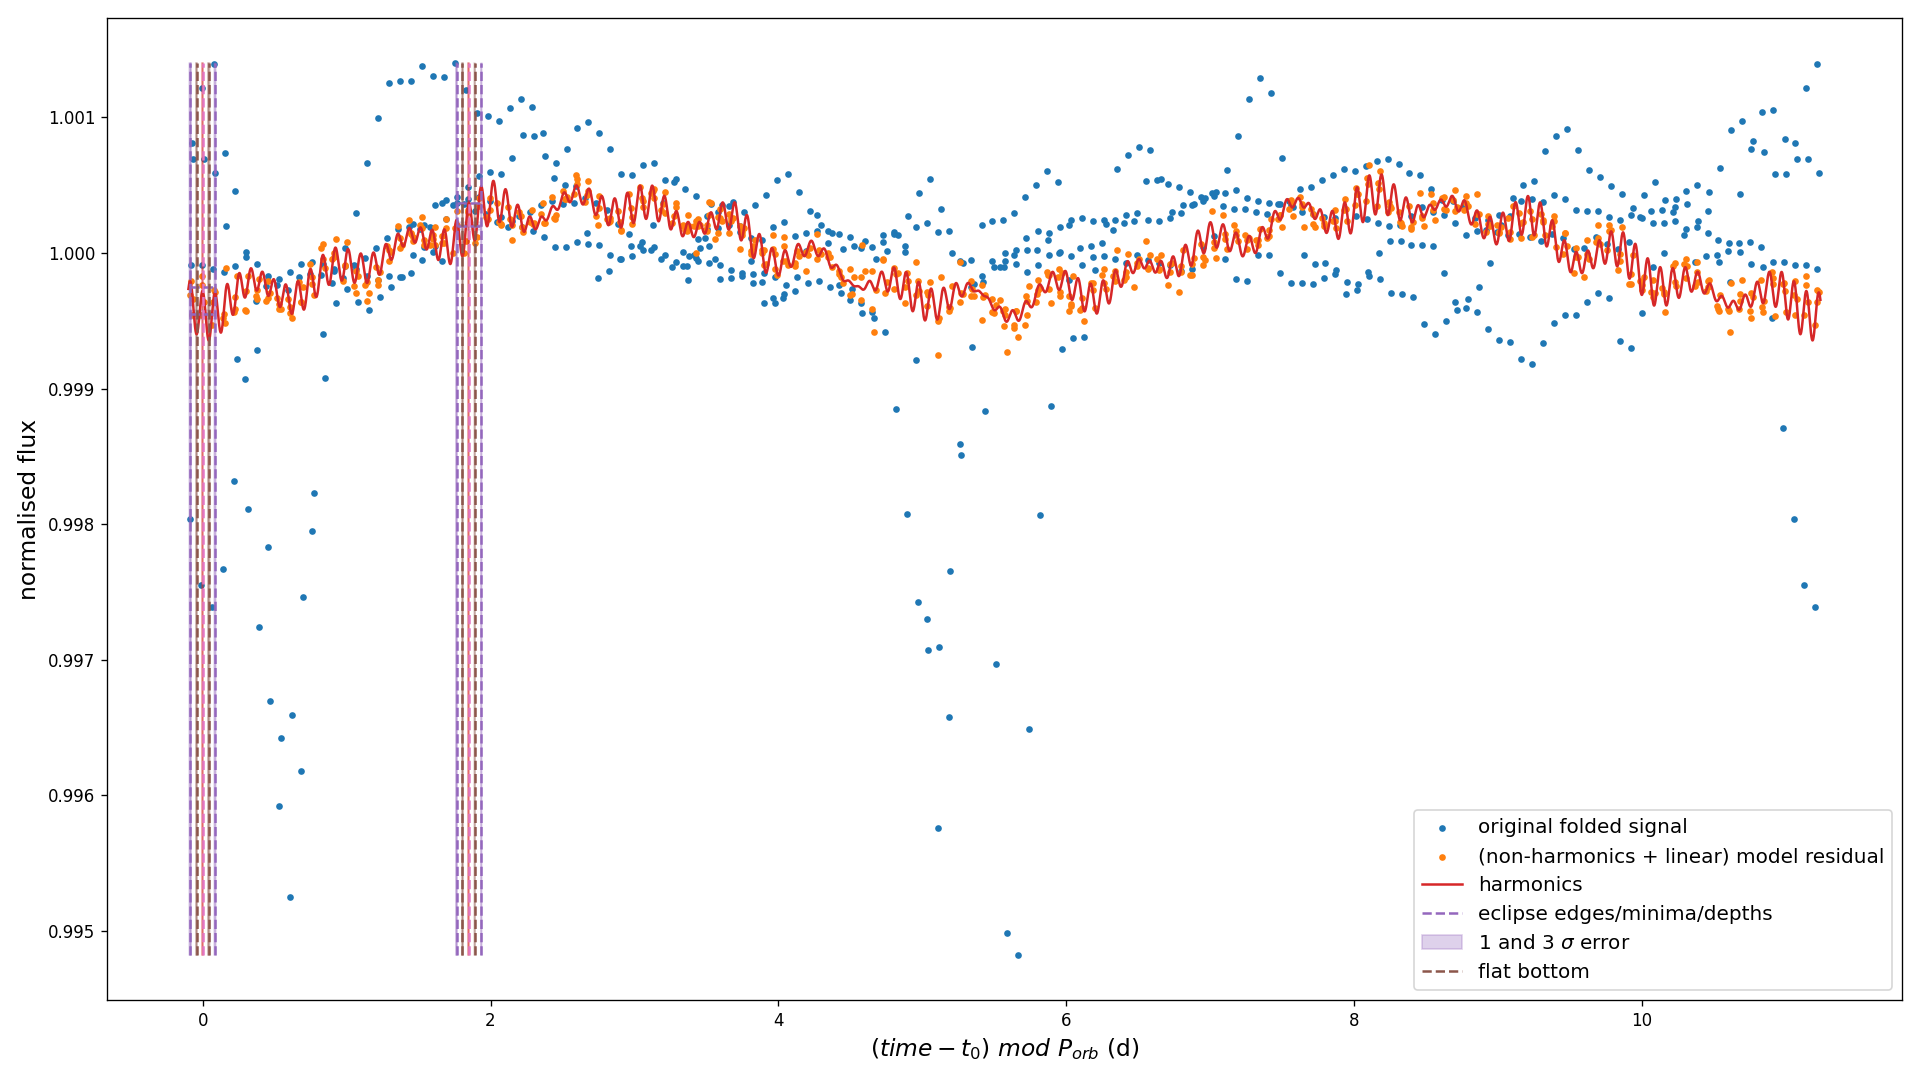 normalised flux
1.001
1.000
0.999
0.998
0.997
0.996
0.995
0
2
4
6
8
10
(time − t₀) mod Pₒᵣb (d)
original folded signal
(non-harmonics + linear) model residual
harmonics
eclipse edges/minima/depths
1 and 3 σ error
flat bottom